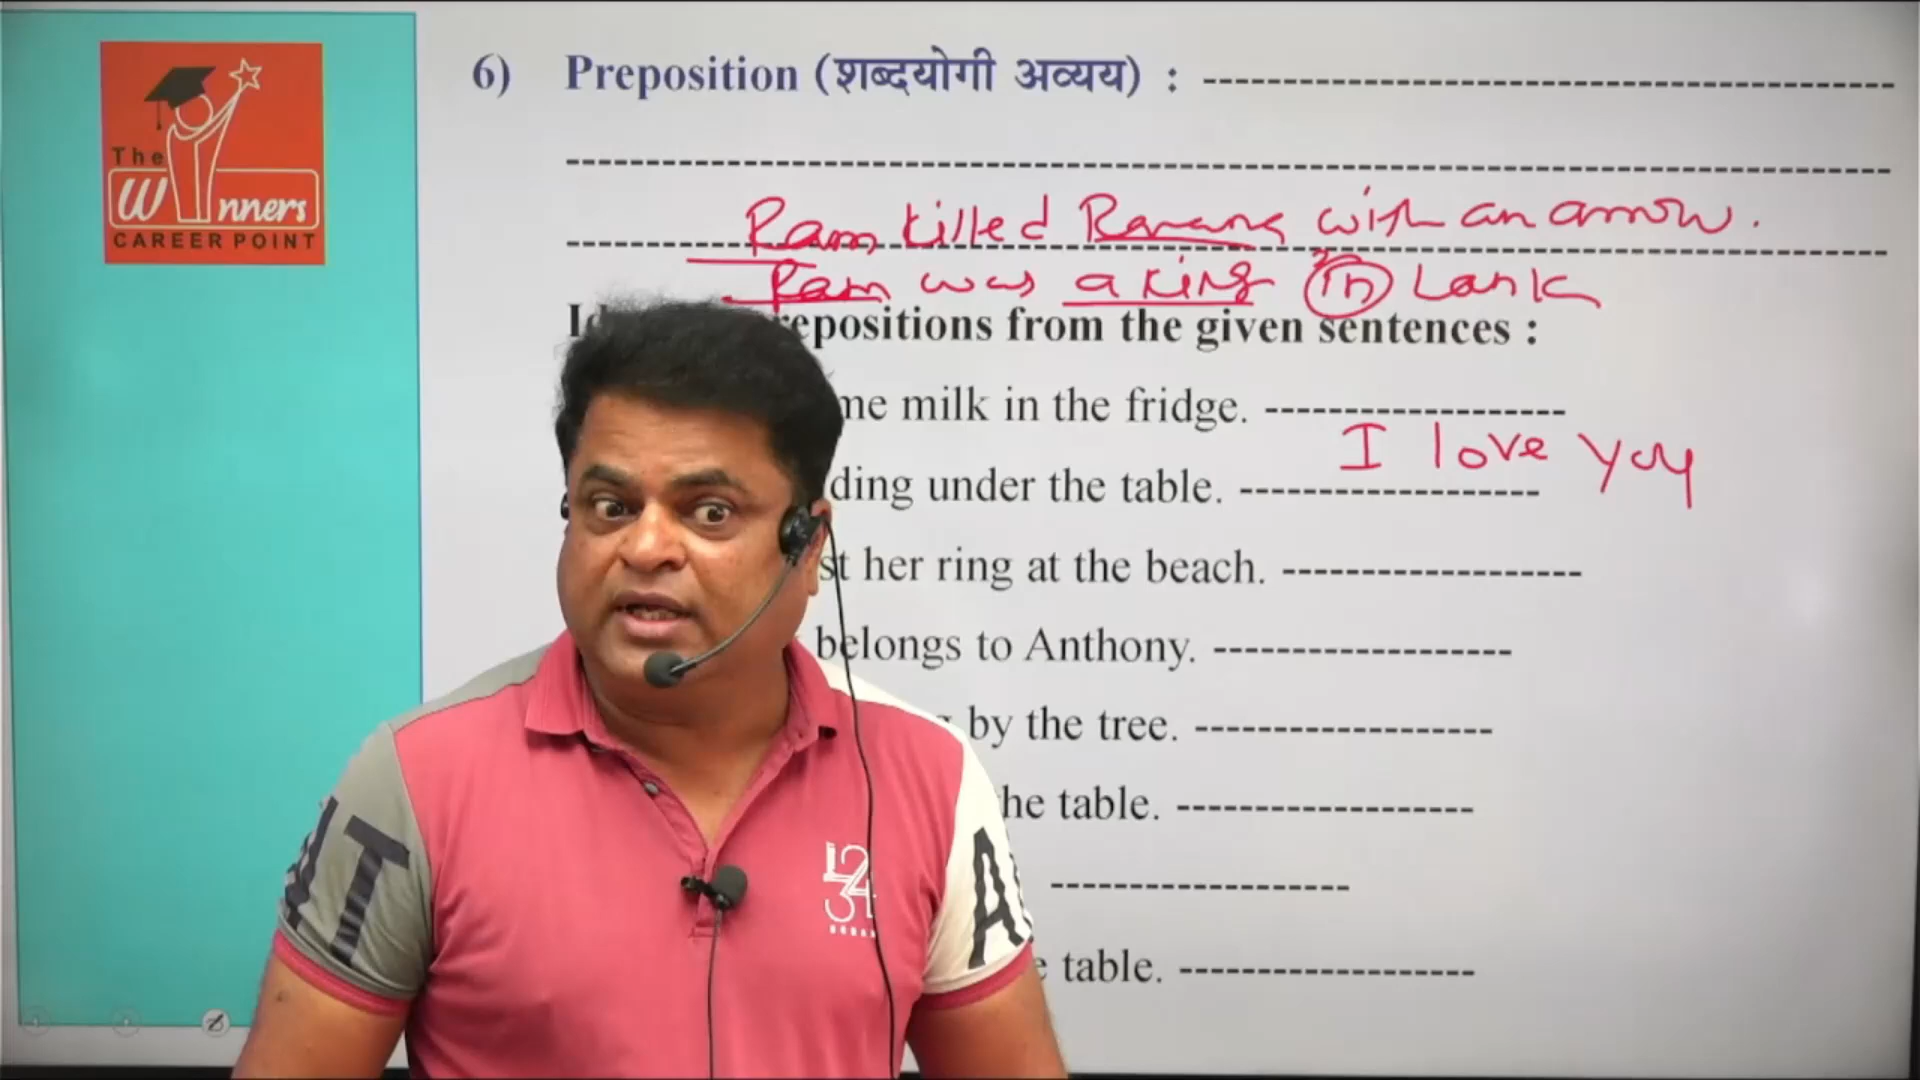 The
Winners
CAREER POINT
6) Preposition (शब्दयोगी अव्यय) : ------------------------------------------
----------------------------------------------------------------------------------
Ram killed Ravana with an arrow.
Ram was a king in Lank
prepositions from the given sentences :
me milk in the fridge. ------------------
I love you
ding under the table. ------------------
st her ring at the beach. ------------------
belongs to Anthony. ------------------
by the tree. ------------------
he table. ------------------
------------------
e table. ------------------
T
A
1234